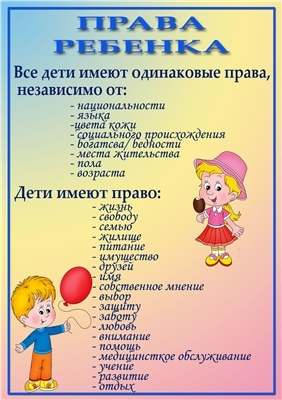 ПРАВА
РЕБЕНКА
Все дети имеют одинаковые права,
независимо от:
- национальности
- языка
-цвета кожи
- социального происхождения
- богатсва/ бедности
- места жительства
- пола
- возраста
Дети имеют право:
- жизнь
- свободу
- семью
- жилище
- питание
- имущество
- друзей
- имя
- собственное мнение
- выбор
- защиту
- заботу
- любовь
- внимание
- помощь
- медицинсткое обслуживание
- учение
- развитие
- отдых